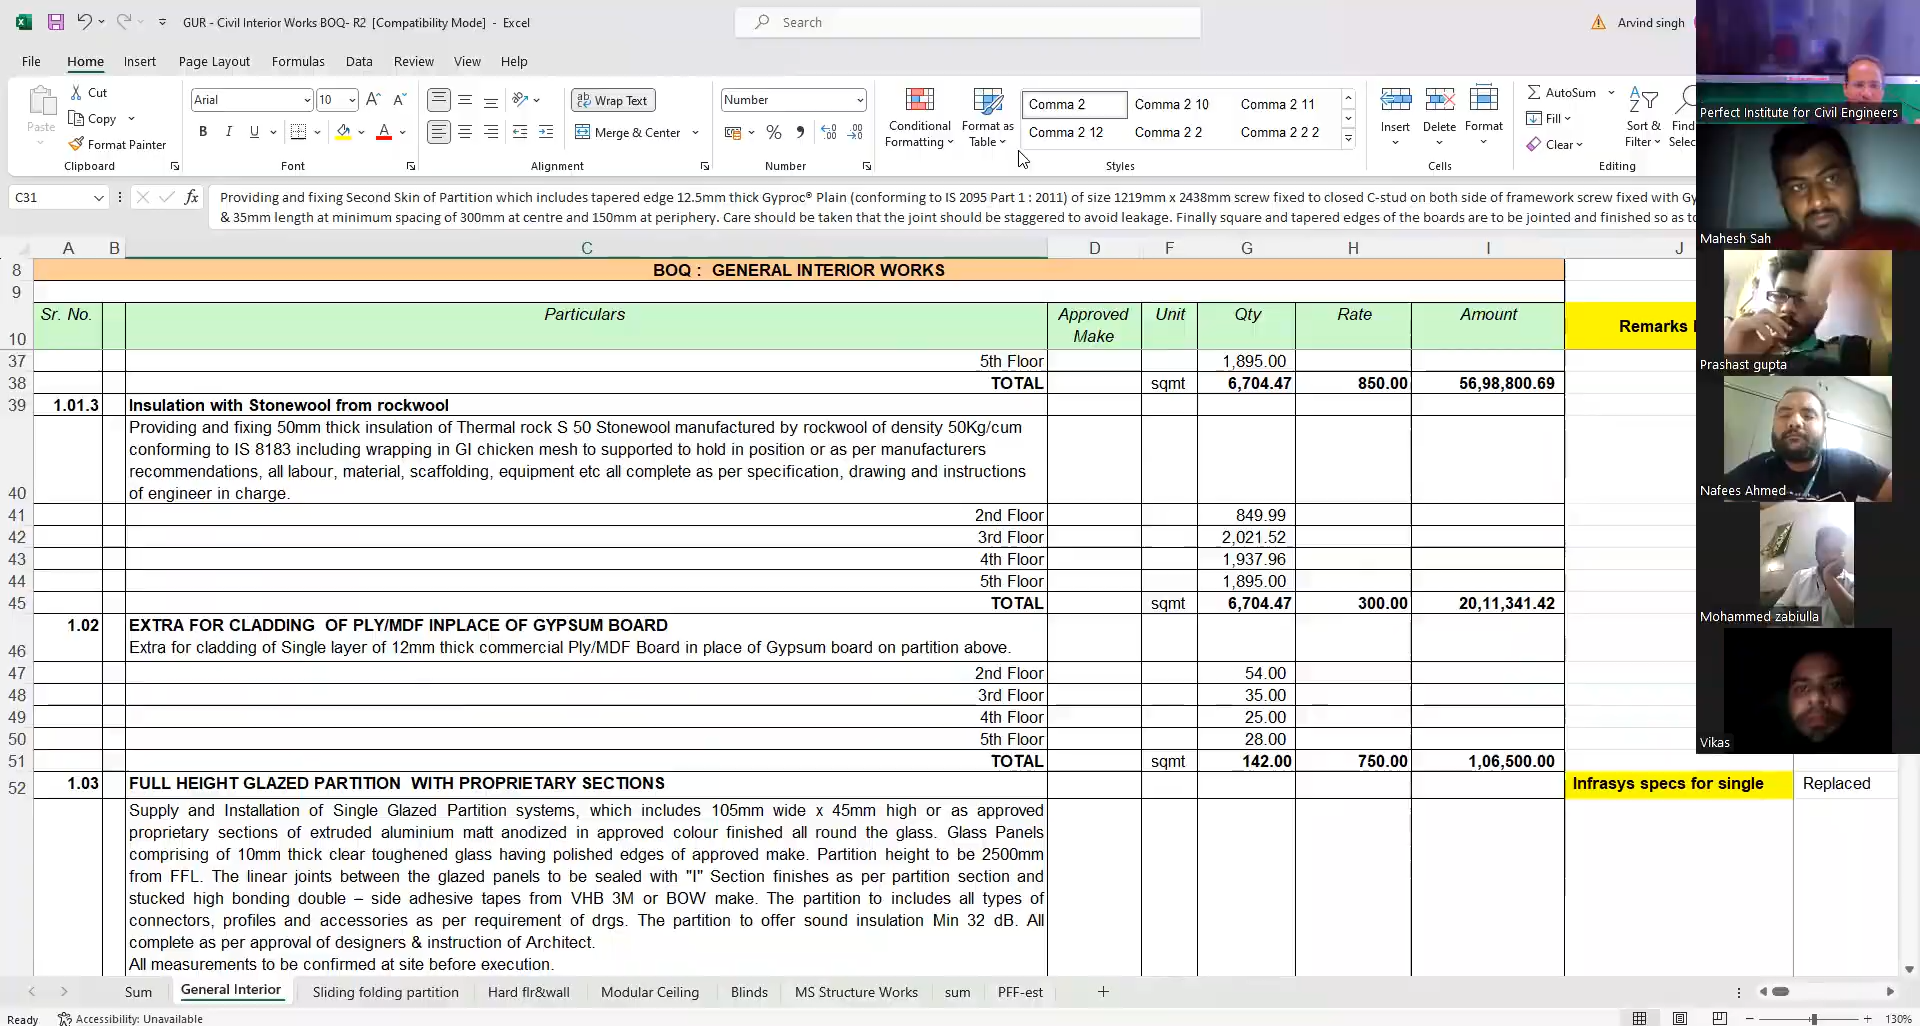 GUR - Civil Interior Works BOQ- R2 [Compatibility Mode] - Excel
Search
Arvind singh
File Home Insert Page Layout Formulas Data Review View Help
Paste
Cut
Copy
Format Painter
Clipboard
Arial 10
B I U
Font
Wrap Text
Merge & Center
Alignment
Number
Number
Conditional Formatting
Format as Table
Comma 2 Comma 2 10 Comma 2 11
Comma 2 12 Comma 2 2 Comma 2 2 2
Styles
Insert Delete Format
Cells
AutoSum
Fill
Clear
Sort &
Filter
Editing
C31
fx
Providing and fixing Second Skin of Partition which includes tapered edge 12.5mm thick Gyproc® Plain (conforming to IS 2095 Part 1 : 2011) of size 1219mm x 2438mm screw fixed to closed C-stud on both side of framework screw fixed with Gy
& 35mm length at minimum spacing of 300mm at centre and 150mm at periphery. Care should be taken that the joint should be staggered to avoid leakage. Finally square and tapered edges of the boards are to be jointed and finished so as to
A B C D F G H I J
8 BOQ : GENERAL INTERIOR WORKS
9
10 Sr. No. Particulars Approved Make Unit Qty Rate Amount Remarks
37 5th Floor 1,895.00
38 TOTAL sqmt 6,704.47 850.00 56,98,800.69
39 1.01.3 Insulation with Stonewool from rockwool
Providing and fixing 50mm thick insulation of Thermal rock S 50 Stonewool manufactured by rockwool of density 50Kg/cum
conforming to IS 8183 including wrapping in GI chicken mesh to supported to hold in position or as per manufacturers
recommendations, all labour, material, scaffolding, equipment etc all complete as per specification, drawing and instructions
40 of engineer in charge.
41 2nd Floor 849.99
42 3rd Floor 2,021.52
43 4th Floor 1,937.96
44 5th Floor 1,895.00
45 TOTAL sqmt 6,704.47 300.00 20,11,341.42
1.02 EXTRA FOR CLADDING OF PLY/MDF INPLACE OF GYPSUM BOARD
46 Extra for cladding of Single layer of 12mm thick commercial Ply/MDF Board in place of Gypsum board on partition above.
47 2nd Floor 54.00
48 3rd Floor 35.00
49 4th Floor 25.00
50 5th Floor 28.00
51 TOTAL sqmt 142.00 750.00 1,06,500.00
52 1.03 FULL HEIGHT GLAZED PARTITION WITH PROPRIETARY SECTIONS Infrasys specs for single Replaced
Supply and Installation of Single Glazed Partition systems, which includes 105mm wide x 45mm high or as approved
proprietary sections of extruded aluminium matt anodized in approved colour finished all round the glass. Glass Panels
comprising of 10mm thick clear toughened glass having polished edges of approved make. Partition height to be 2500mm
from FFL. The linear joints between the glazed panels to be sealed with "I" Section finishes as per partition section and
stucked high bonding double – side adhesive tapes from VHB 3M or BOW make. The partition to includes all types of
connectors, profiles and accessories as per requirement of drgs. The partition to offer sound insulation Min 32 dB. All
complete as per approval of designers & instruction of Architect.
All measurements to be confirmed at site before execution.
Sum General Interior Sliding folding partition Hard flr&wall Modular Ceiling Blinds MS Structure Works sum PFF-est
Ready Accessibility: Unavailable 130%
Perfect Institute for Civil Engineers
Mahesh Sah
Prashast gupta
Nafees Ahmed
Mohammed zabiulla
Vikas